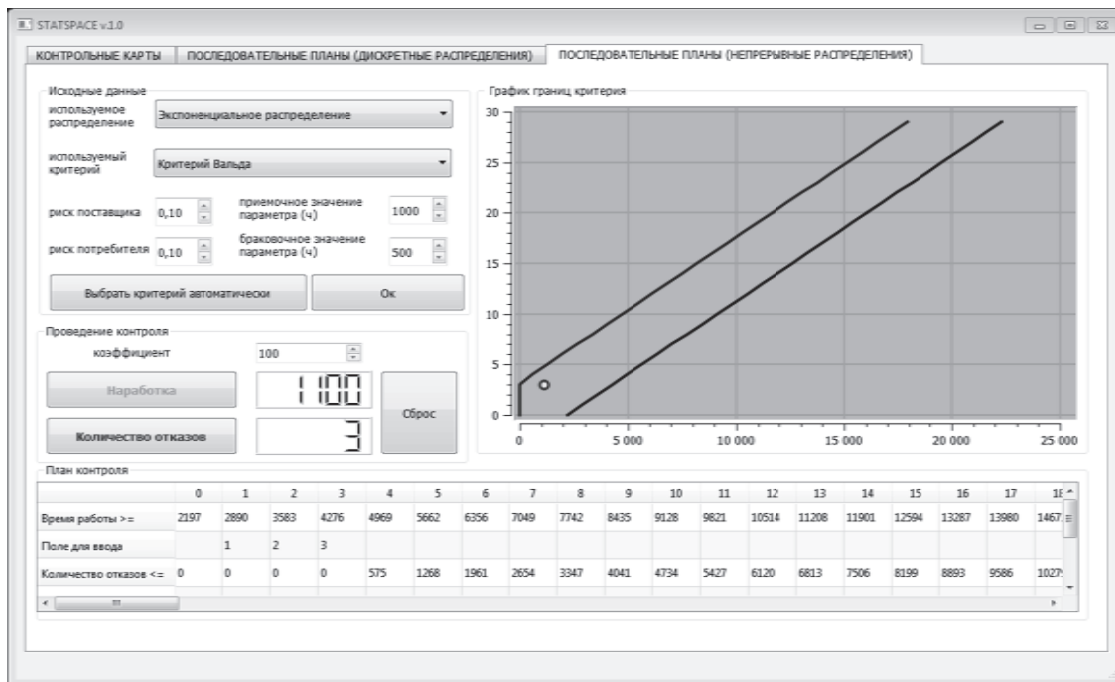 STATSPACE v.1.0
КОНТРОЛЬНЫЕ КАРТЫ
ПОСЛЕДОВАТЕЛЬНЫЕ ПЛАНЫ (ДИСКРЕТНЫЕ РАСПРЕДЕЛЕНИЯ)
ПОСЛЕДОВАТЕЛЬНЫЕ ПЛАНЫ (НЕПРЕРЫВНЫЕ РАСПРЕДЕЛЕНИЯ)
Исходные данные
используемое
распределение
Экспоненциальное распределение
используемый
критерий
Критерий Вальда
риск поставщика 0,10
приемочное значение
параметра (ч) 1000
риск потребителя 0,10
браковочное значение
параметра (ч) 500
Выбрать критерий автоматически
Ок
Проведение контроля
коэффициент 100
Наработка 1100
Количество отказов 3
Сброс
График границ критерия
30
25
20
15
10
5
0
0 5 000 10 000 15 000 20 000 25 000
План контроля
0 1 2 3 4 5 6 7 8 9 10 11 12 13 14 15 16 17 18
Время работы >= 2197 2890 3583 4276 4969 5662 6356 7049 7742 8435 9128 9821 10514 11208 11901 12594 13287 13980 1467
Поле для ввода 1 2 3
Количество отказов <= 0 0 0 0 575 1268 1961 2654 3347 4041 4734 5427 6120 6813 7506 8199 8893 9586 1027